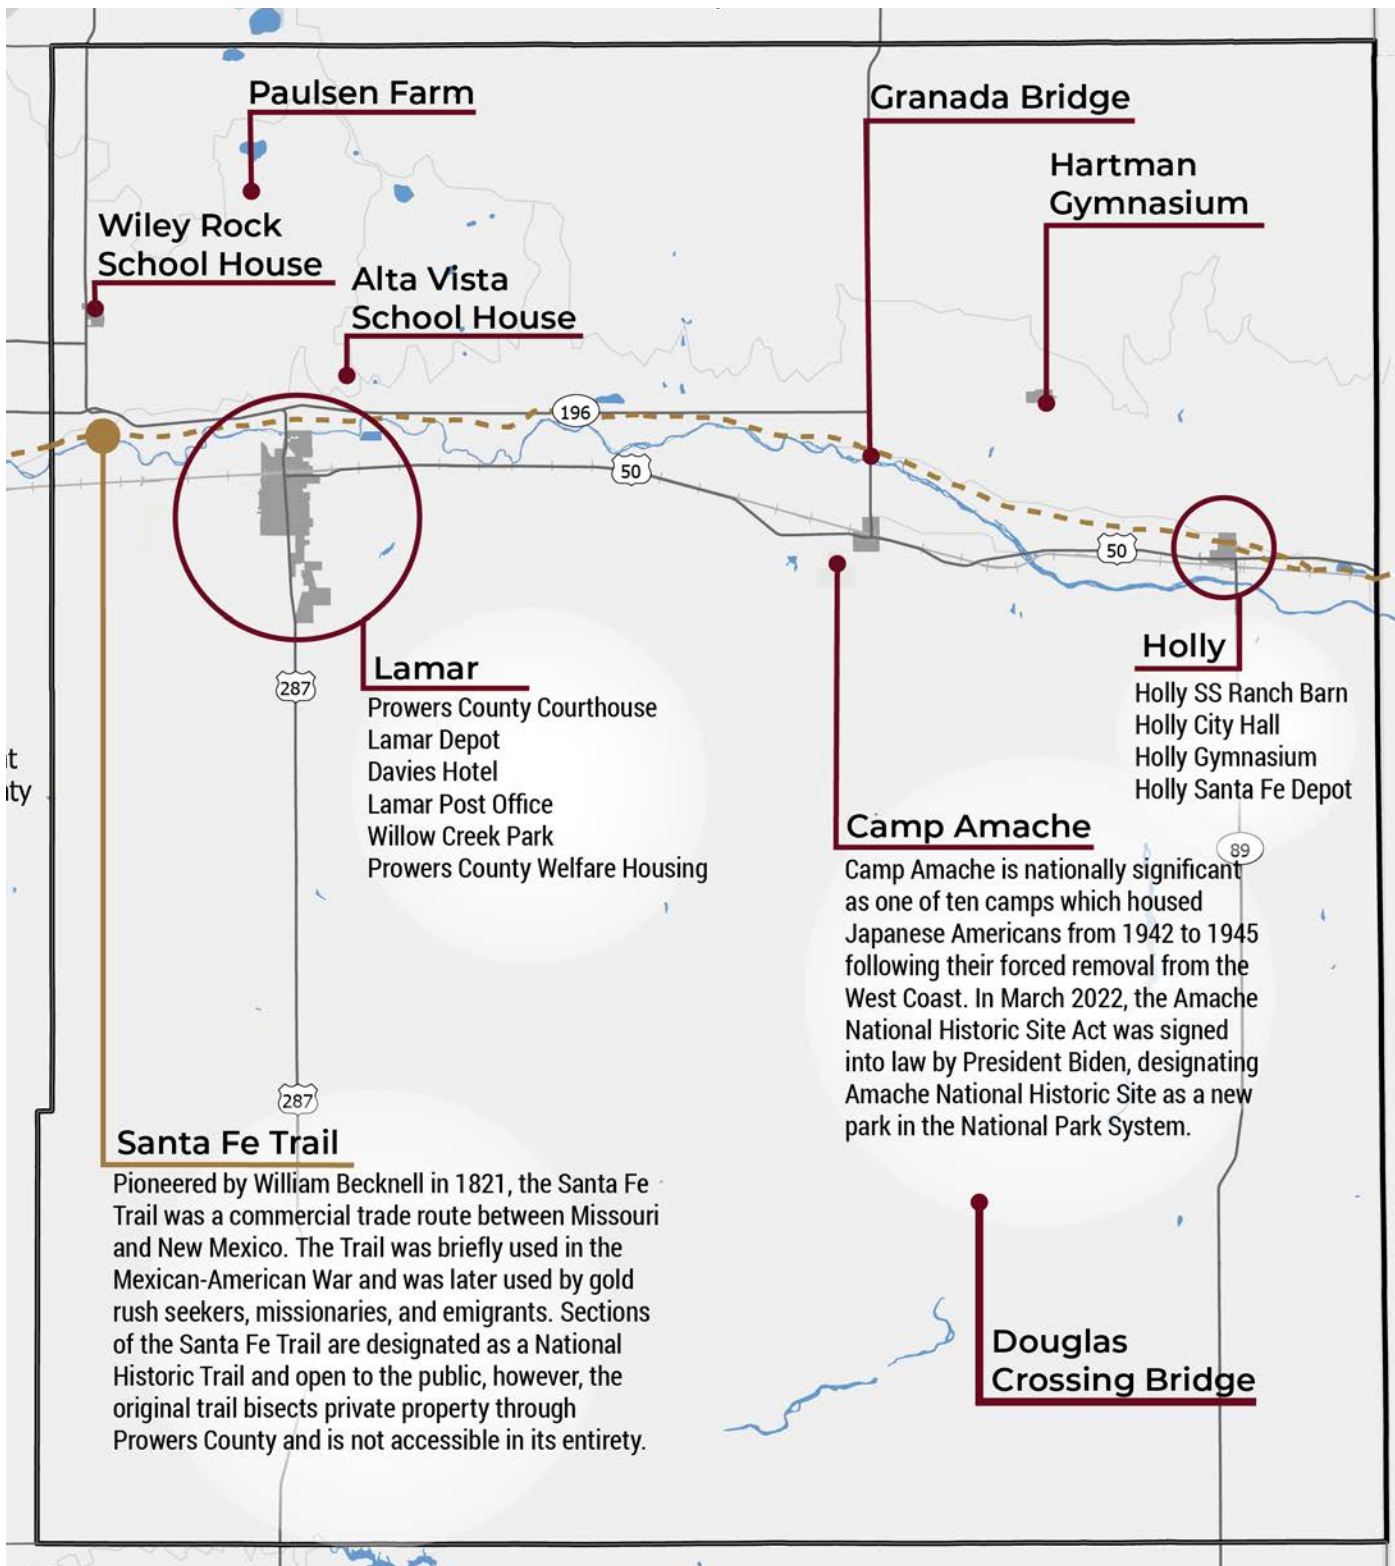 Paulsen Farm
Granada Bridge
Hartman
Gymnasium
Wiley Rock
School House
Alta Vista
School House
196
50
50
Lamar
Prowers County Courthouse
Lamar Depot
Davies Hotel
Lamar Post Office
Willow Creek Park
Prowers County Welfare Housing
287
Holly
Holly SS Ranch Barn
Holly City Hall
Holly Gymnasium
Holly Santa Fe Depot
89
Camp Amache
Camp Amache is nationally significant
as one of ten camps which housed
Japanese Americans from 1942 to 1945
following their forced removal from the
West Coast. In March 2022, the Amache
National Historic Site Act was signed
into law by President Biden, designating
Amache National Historic Site as a new
park in the National Park System.
287
Santa Fe Trail
Pioneered by William Becknell in 1821, the Santa Fe
Trail was a commercial trade route between Missouri
and New Mexico. The Trail was briefly used in the
Mexican-American War and was later used by gold
rush seekers, missionaries, and emigrants. Sections
of the Santa Fe Trail are designated as a National
Historic Trail and open to the public, however, the
original trail bisects private property through
Prowers County and is not accessible in its entirety.
Douglas
Crossing Bridge